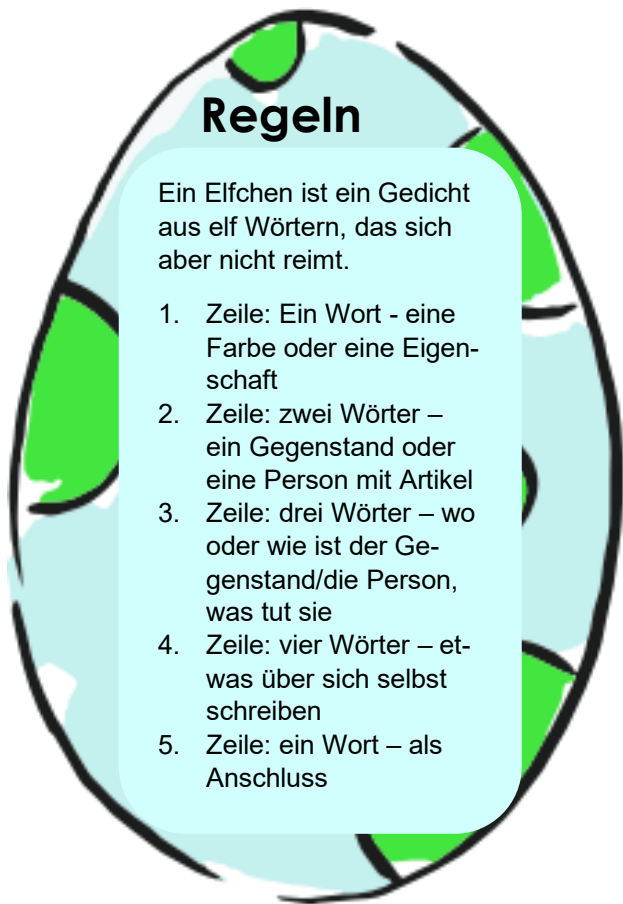 Regeln
Ein Elfchen ist ein Gedicht
aus elf Wörtern, das sich
aber nicht reimt.
1. Zeile: Ein Wort - eine
Farbe oder eine Eigen-
schaft
2. Zeile: zwei Wörter –
ein Gegenstand oder
eine Person mit Artikel
3. Zeile: drei Wörter – wo
oder wie ist der Ge-
genstand/die Person,
was tut sie
4. Zeile: vier Wörter – et-
was über sich selbst
schreiben
5. Zeile: ein Wort – als
Anschluss